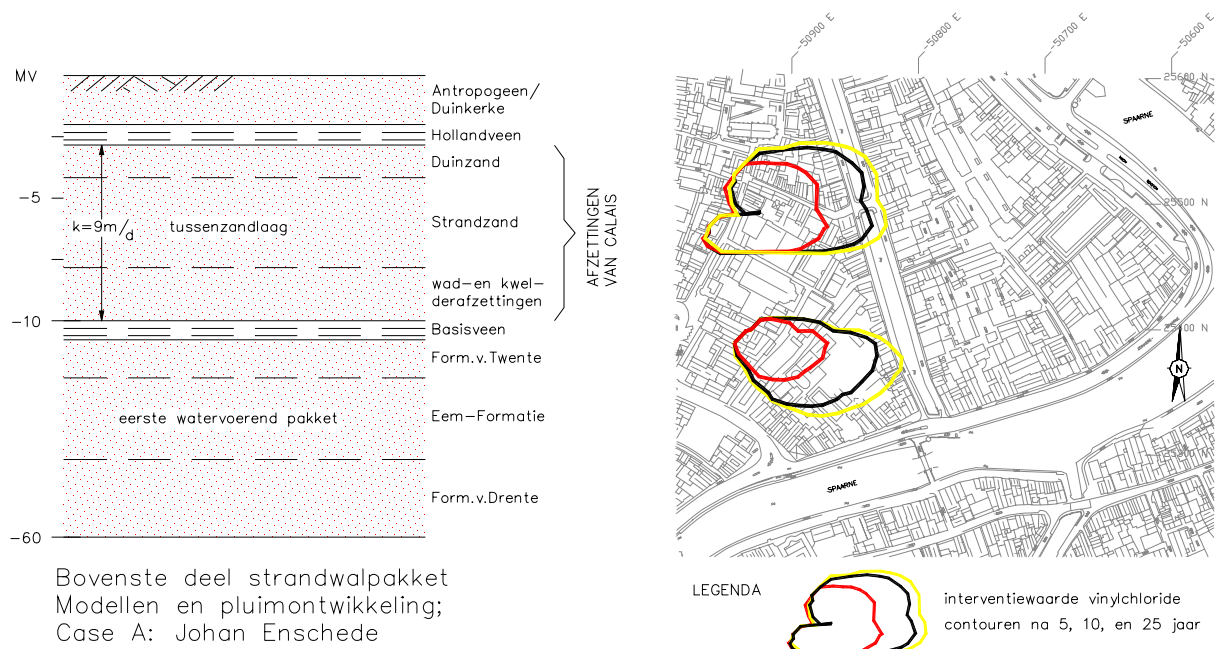 MV
Antropogeen/
Duinkerke
Hollandveen
Duinzand
-5
k=9m/d
tussenzandlaag
Strandzand
AFZETTINGEN
VAN CALAIS
wad-en kwel-
derafzettingen
-10
Basisveen
Form.v.Twente
eerste watervoerend pakket
Eem-Formatie
Form.v.Drente
-60
Bovenste deel strandwalpakket
Modellen en pluimontwikkeling;
Case A: Johan Enschede
-50900 E
-50800 E
-50700 E
-50600 E
25600 N
SPAARNE
25500 N
N
SPAARNE
LEGENDA
interventiewaarde vinylchloride
contouren na 5, 10, en 25 jaar